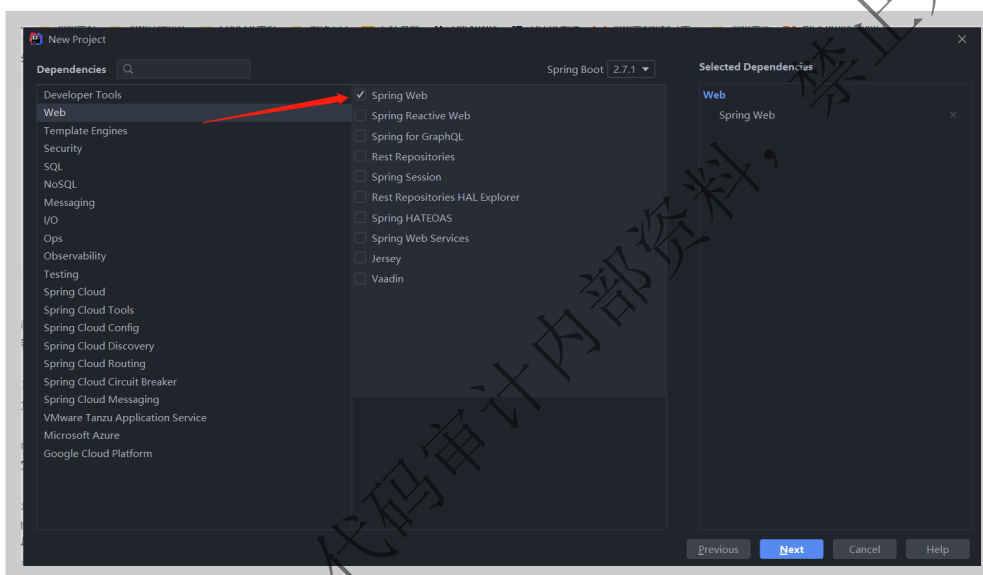 New Project
Dependencies
Spring Boot 2.7.1
Selected Dependencies
Developer Tools
Web
Template Engines
Security
SQL
NoSQL
Messaging
I/O
Ops
Observability
Testing
Spring Cloud
Spring Cloud Tools
Spring Cloud Config
Spring Cloud Discovery
Spring Cloud Routing
Spring Cloud Circuit Breaker
Spring Cloud Messaging
VMware Tanzu Application Service
Microsoft Azure
Google Cloud Platform
Spring Web
Spring Reactive Web
Spring for GraphQL
Rest Repositories
Spring Session
Rest Repositories HAL Explorer
Spring HATEOAS
Spring Web Services
Jersey
Vaadin
Web
Spring Web
Previous
Next
Cancel
Help
代码审计内部资料，禁止